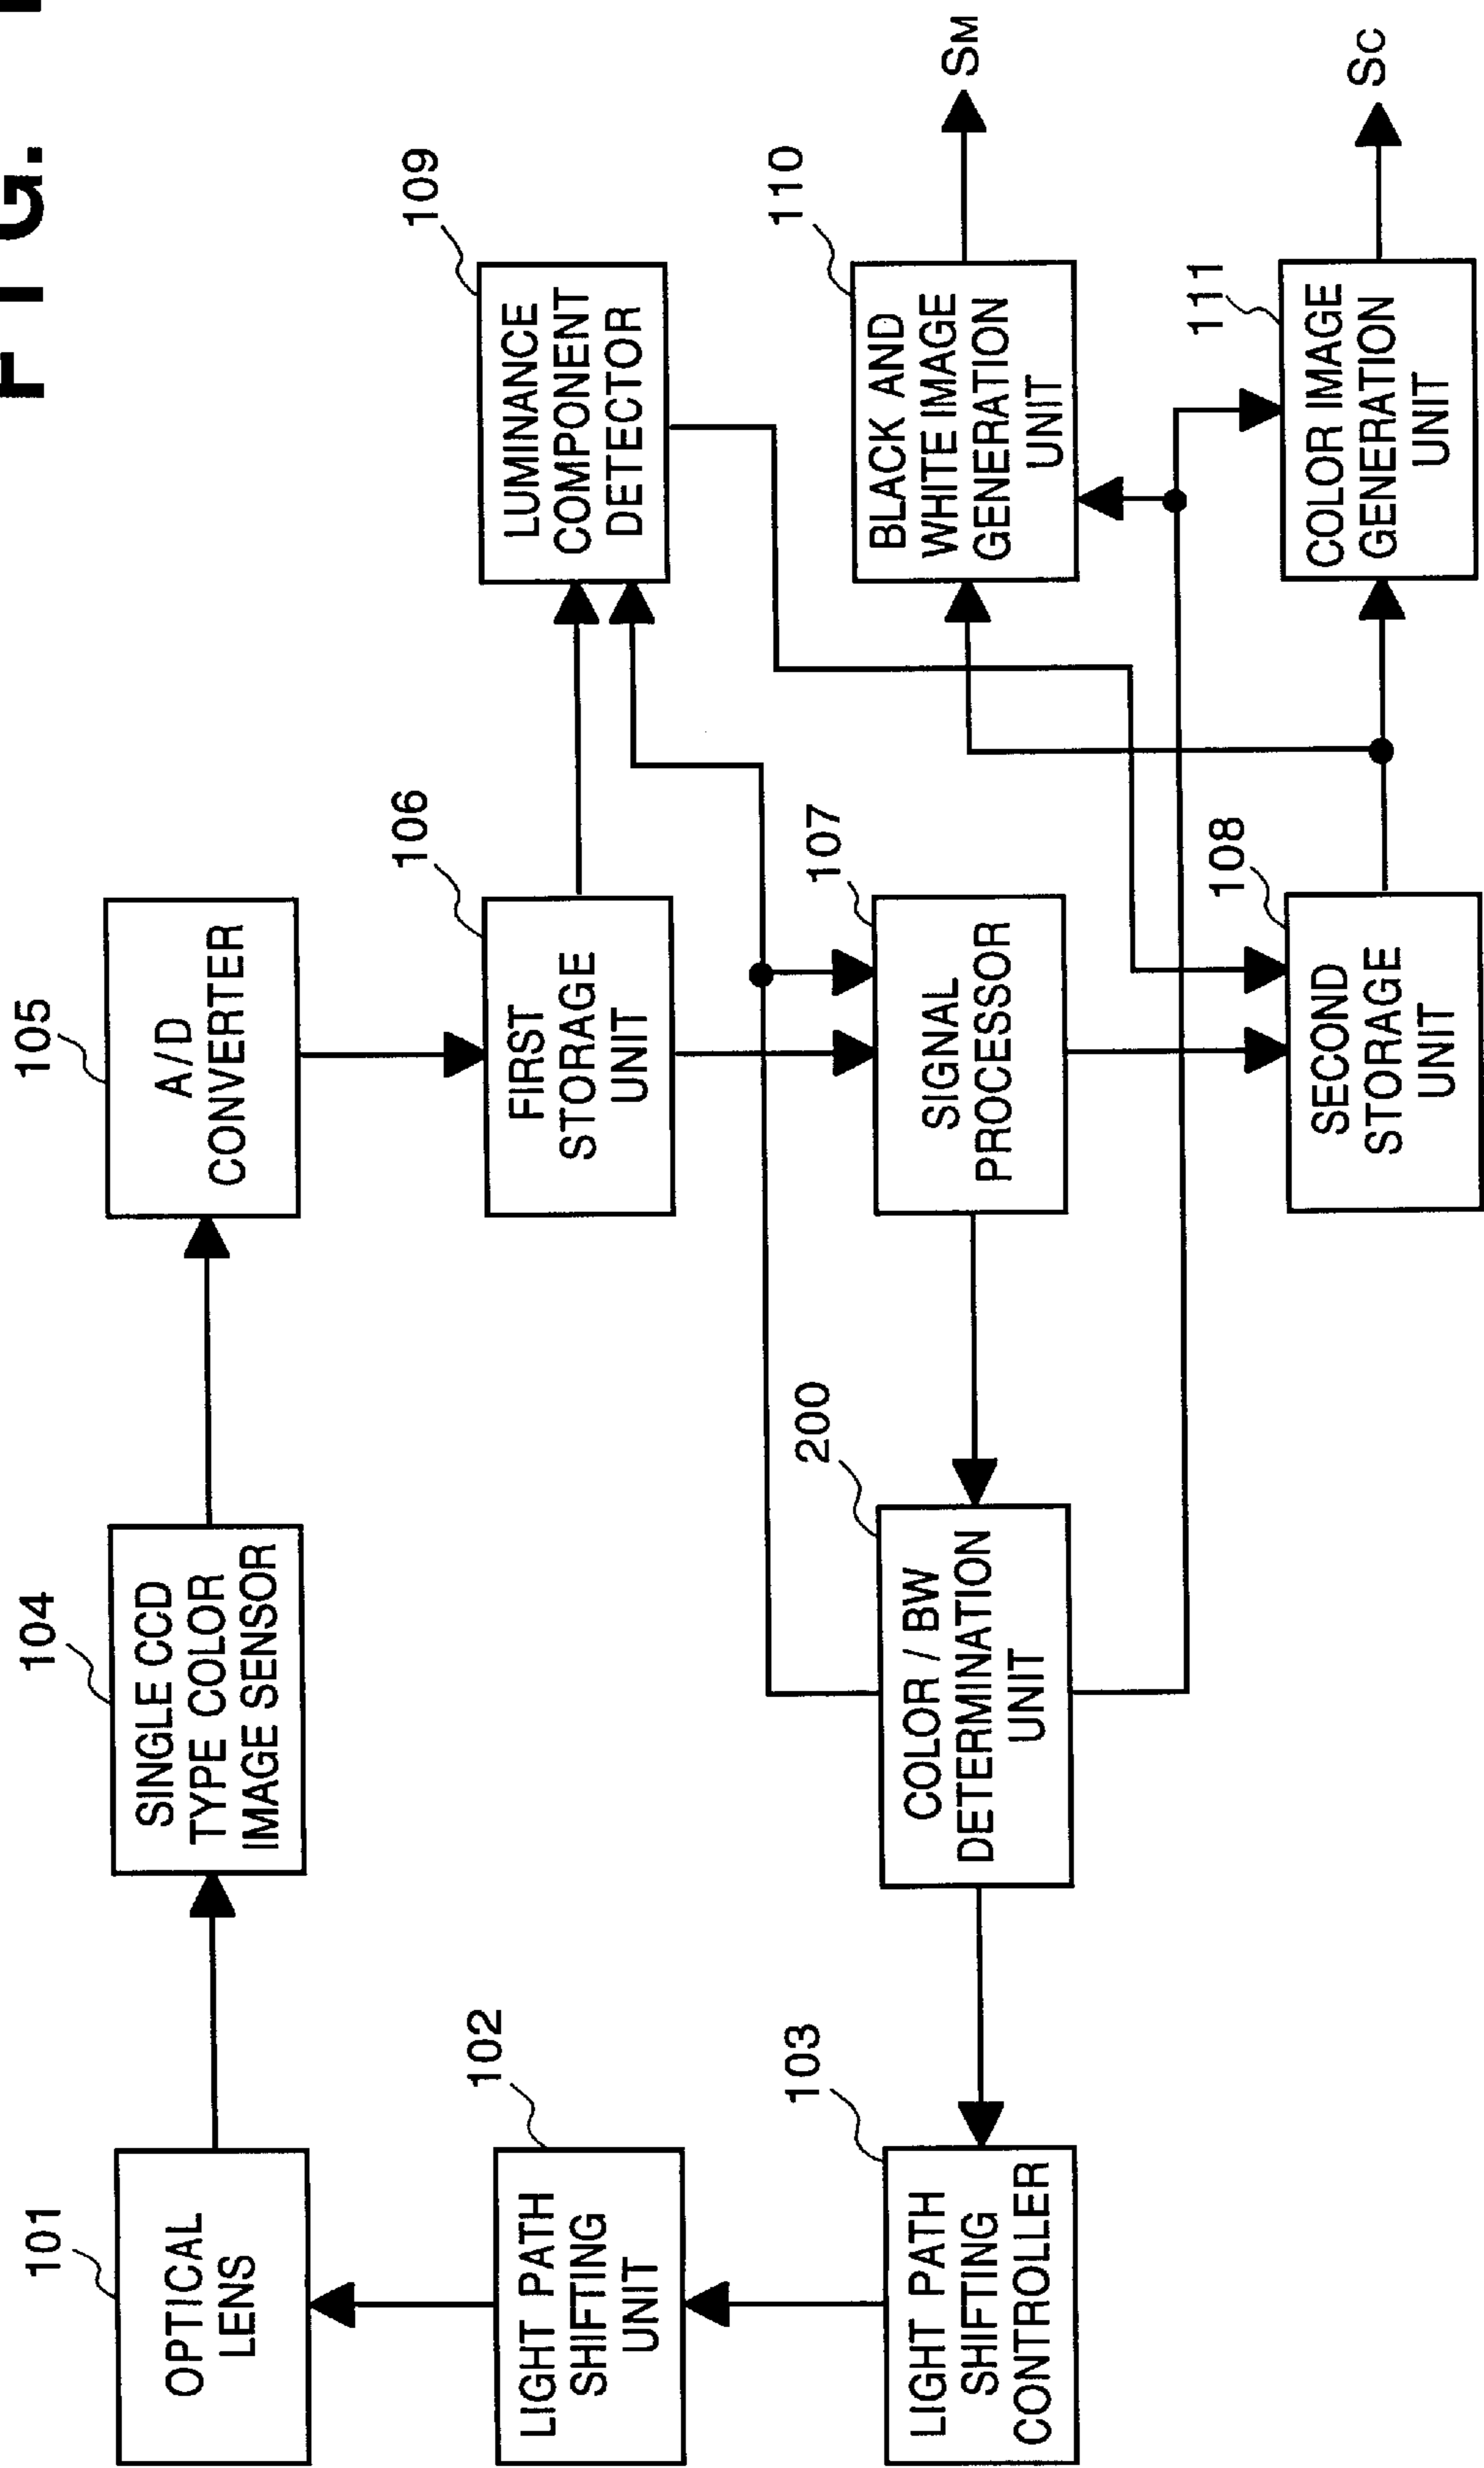 FIG. 1
101
OPTICAL
LENS
104
SINGLE CCD
TYPE COLOR
IMAGE SENSOR
105
A/D
CONVERTER
102
LIGHT PATH
SHIFTING
UNIT
106
FIRST
STORAGE
UNIT
109
LUMINANCE
COMPONENT
DETECTOR
103
LIGHT PATH
SHIFTING
CONTROLLER
200
COLOR / BW
DETERMINATION
UNIT
107
SIGNAL
PROCESSOR
110
BLACK AND
WHITE IMAGE
GENERATION
UNIT
SM
108
SECOND
STORAGE
UNIT
111
COLOR IMAGE
GENERATION
UNIT
SC